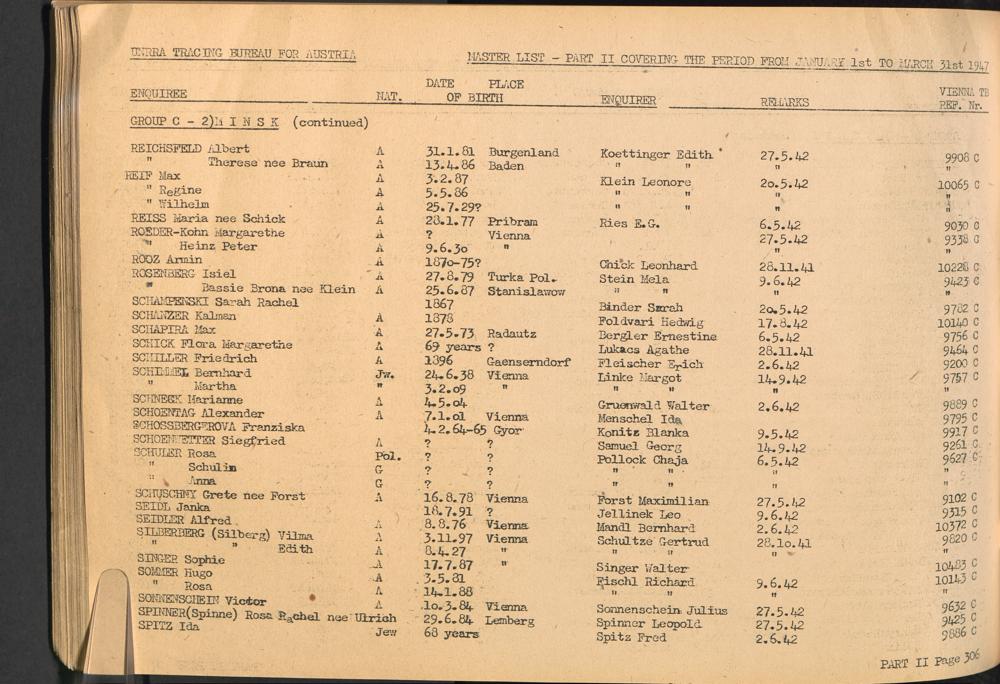 UNRRA TRACING BUREAU FOR AUSTRIA MASTER LIST - PART II COVERING THE PERIOD FROM JANUARY 1st TO MARCH 31st 1947
ENQUIREE NAT. DATE PLACE OF BIRTH ENQUIRER REMARKS VIENNA TB REF. Nr.
GROUP C - 2) M I N S K (continued)
REICHSFELD Albert A 31.1.81 Burgenland Koettinger Edith 27.5.42 9908 C
" Therese nee Braun A 13.4.86 Baden " " " "
REIF Max A 3.2.87 Klein Leonore 20.5.42 10065 C
" Regine A 5.5.86 " " " "
" Wilhelm A 25.7.29? " " " "
REISS Maria nee Schick A 28.1.77 Pribram Ries E.G. 6.5.42 9030 C
ROEDER-Kohn Margarethe A ? Vienna 27.5.42 9338 C
" Heinz Peter A 9.6.30 " " "
ROOZ Armin A 1870-75? Chick Leonhard 28.11.41 10228 C
ROSENBERG Isiel A 27.8.79 Turka Pol. Stein Mela 9.6.42 9423 C
" Bassie Brona nee Klein A 25.6.87 Stanislawow " " " "
SCHAMPENSKI Sarah Rachel 1867 Binder Sarah 20.5.42 9782 C
SCHANZER Kalman A 1878 Foldvari Hedwig 17.8.42 10140 C
SCHAPIRA Max A 27.5.73 Radautz Bergler Ernestine 6.5.42 9756 C
SCHICK Flora Margarethe A 69 years ? Lukacs Agathe 28.11.41 9464 C
SCHILLER Friedrich A 1896 Gaenserndorf Fleischer Erich 2.6.42 9200 C
SCHIMMEL Bernhard Jw. 24.6.38 Vienna Linke Margot 14.9.42 9757 C
" Martha " 3.2.09 " " " " "
SCHNEEK Marianne A 4.5.04 Gruenwald Walter 2.6.42 9889 C
SCHOENTAG Alexander A 7.1.01 Vienna Menschel Ida 9795 C
SCHOSSBERGEROVA Franziska 4.2.64-65 Gyor Konitz Blanka 9.5.42 9917 C
SCHOENWETTER Siegfried A ? ? Samuel Georg 14.9.42 9261 C
SCHULER Rosa Pol. ? ? Pollock Chaja 6.5.42 9627 C
" Schulim G ? ? " " " "
" Anna G ? ? " " " "
SCHUSCHNY Grete nee Forst A 16.8.78 Vienna Forst Maximilian 27.5.42 9102 C
SEIDL Janka 18.7.91 ? Jellinek Leo 9.6.42 9315 C
SEIDLER Alfred A 8.8.76 Vienna Mandl Bernhard 2.6.42 10372 C
SILBERBERG (Silberg) Vilma A 3.11.97 Vienna Schultze Gertrud 28.10.41 9820 C
" " Edith A 8.4.27 " " " " "
SINGER Sophie A 17.7.87 " Singer Walter 10483 C
SOMMER Hugo A 3.5.81 Fischl Richard 9.6.42 10143 C
" Rosa A 14.1.88 " " " "
SONNENSCHEIN Victor A 10.3.84 Vienna Sonnenschein Julius 27.5.42 9632 C
SPINNER(Spinne) Rosa Rachel nee Ulrich 29.6.84 Lemberg Spinner Leopold 27.5.42 9425 C
SPITZ Ida Jew 68 years Spitz Fred 2.6.42 9886 C
PART II Page 306